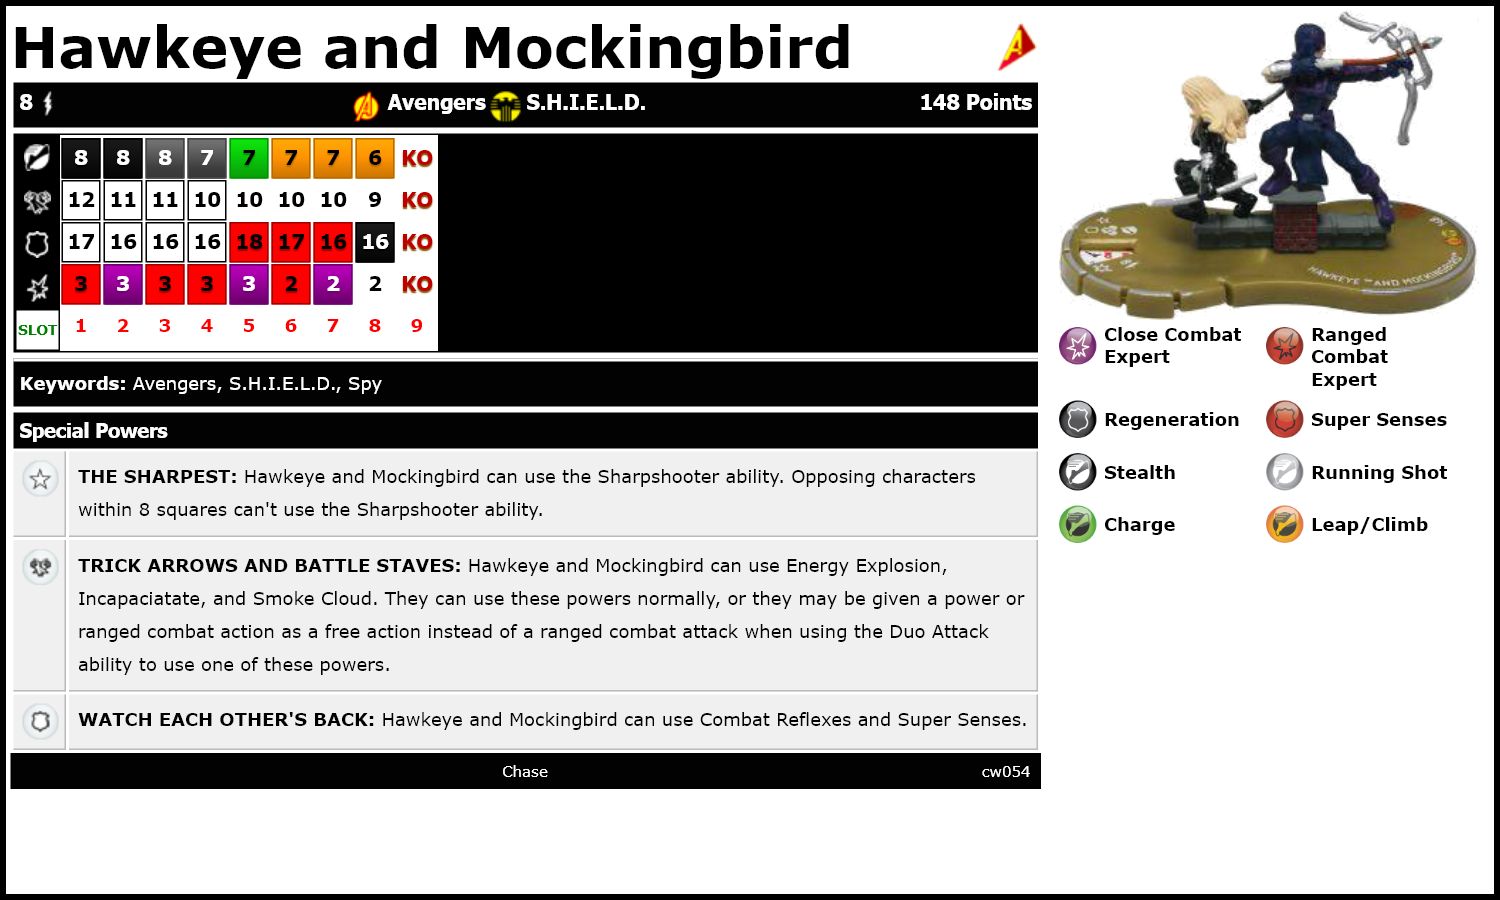 Hawkeye and Mockingbird
8 Avengers S.H.I.E.L.D. 148 Points
8 8 8 7 7 7 7 6 KO
12 11 11 10 10 10 10 9 KO
17 16 16 16 18 17 16 16 KO
3 3 3 3 3 2 2 2 KO
SLOT 1 2 3 4 5 6 7 8 9
Keywords: Avengers, S.H.I.E.L.D., Spy
Special Powers
THE SHARPEST: Hawkeye and Mockingbird can use the Sharpshooter ability. Opposing characters
within 8 squares can't use the Sharpshooter ability.
TRICK ARROWS AND BATTLE STAVES: Hawkeye and Mockingbird can use Energy Explosion,
Incapaciatate, and Smoke Cloud. They can use these powers normally, or they may be given a power or
ranged combat action as a free action instead of a ranged combat attack when using the Duo Attack
ability to use one of these powers.
WATCH EACH OTHER'S BACK: Hawkeye and Mockingbird can use Combat Reflexes and Super Senses.
Chase cw054
HAWKEYE™ AND MOCKINGBIRD™
Close Combat
Expert
Ranged
Combat
Expert
Regeneration
Super Senses
Stealth
Running Shot
Charge
Leap/Climb